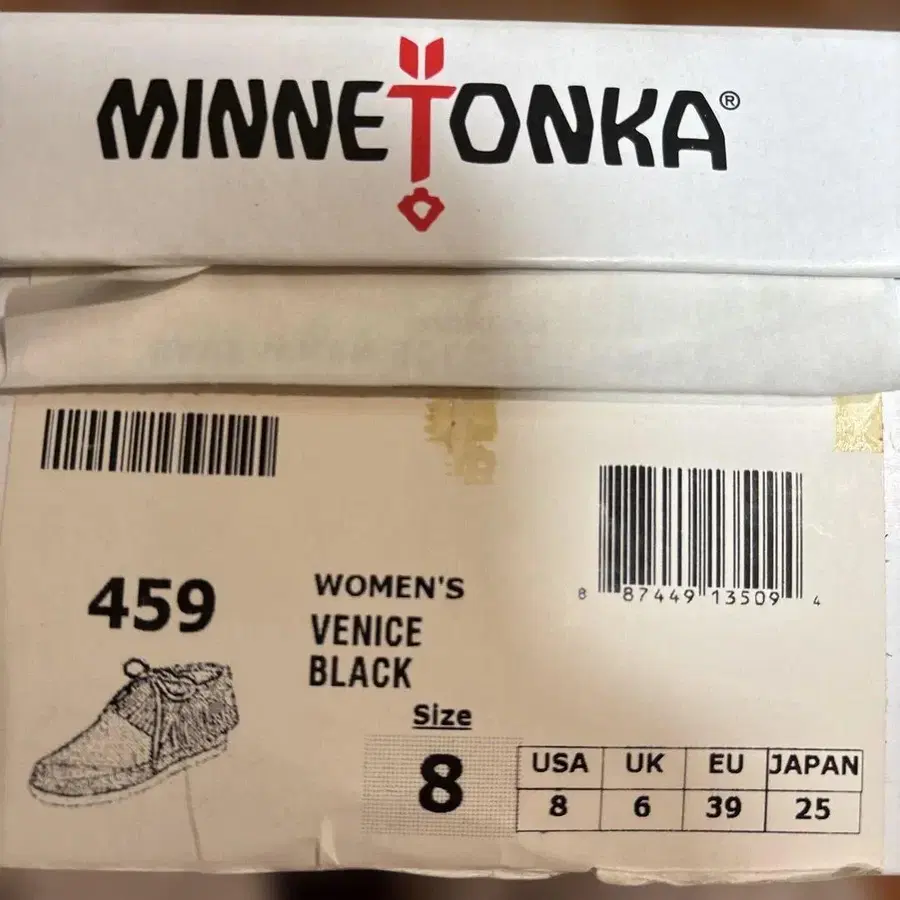 MINNETONKA®
459
WOMEN'S
VENICE
BLACK
8 87449 13509 4
Size
8
USA UK EU JAPAN
8 6 39 25